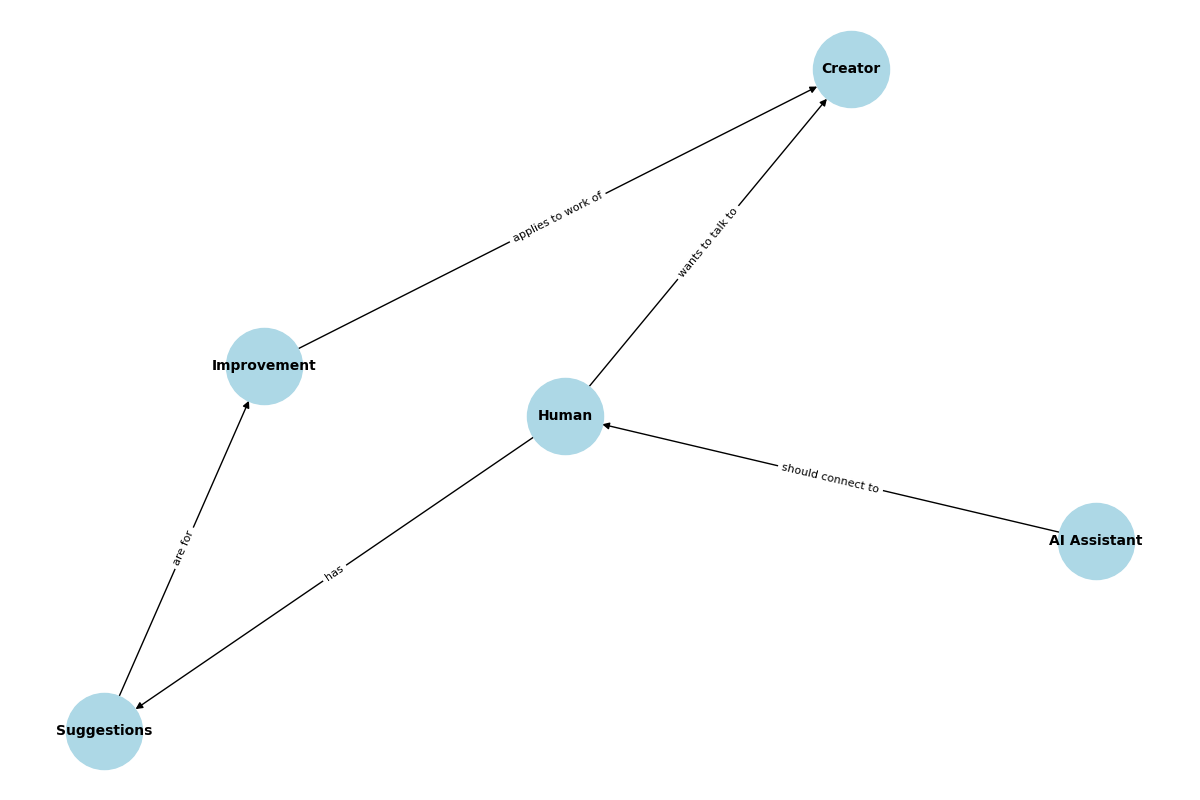 Creator
applies to work of
wants to talk to
Improvement
Human
should connect to
AI Assistant
are for
has
Suggestions